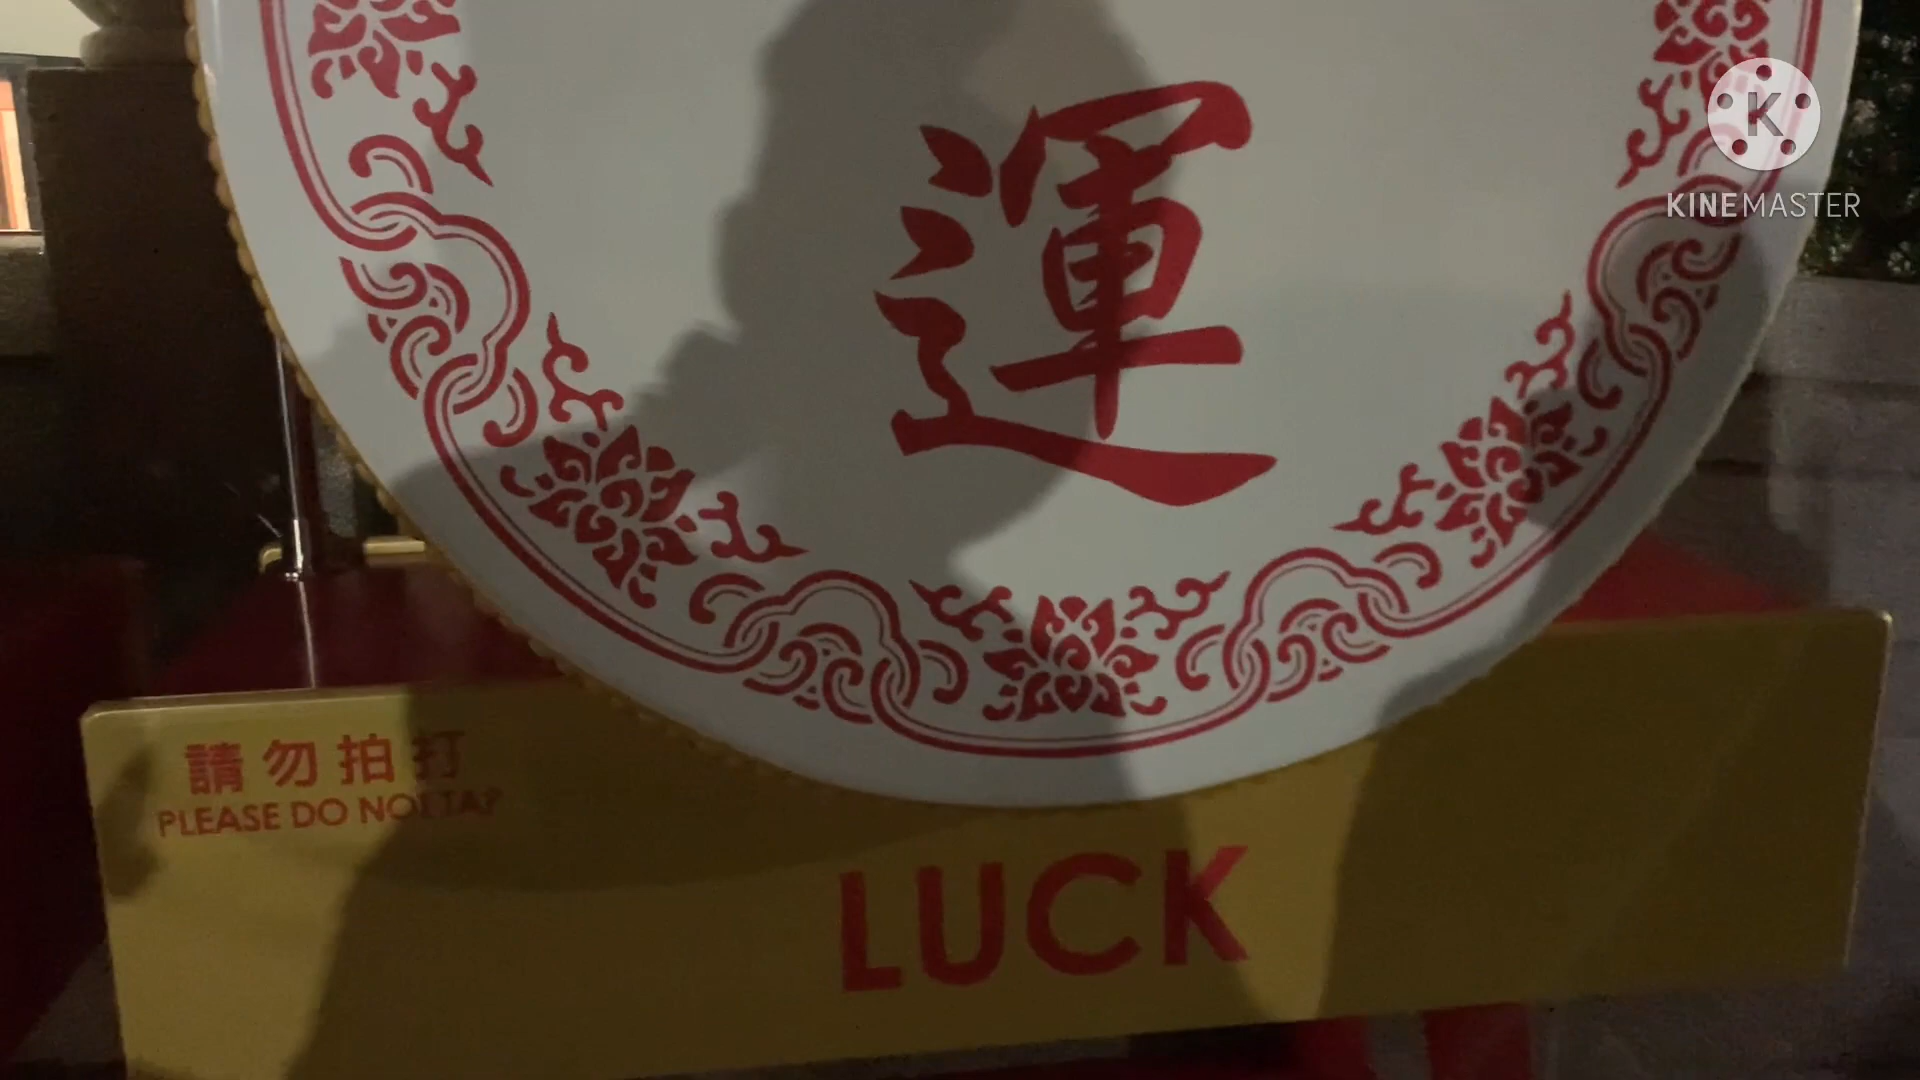 運
K
KINEMASTER
請勿拍打
PLEASE DO NOT TAP
LUCK